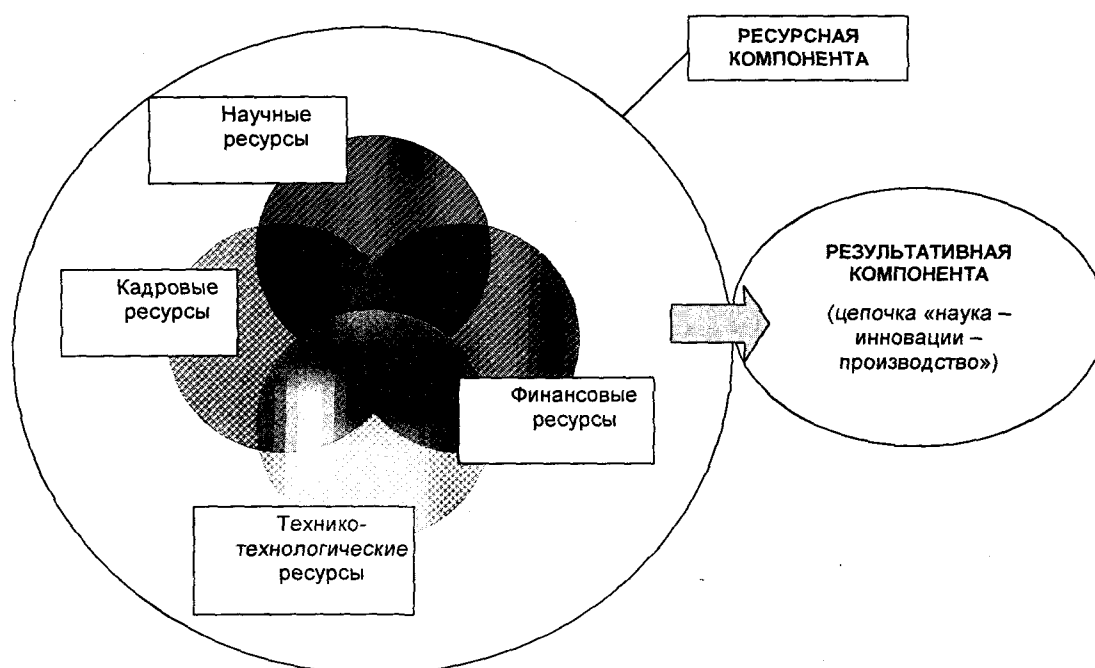 РЕСУРСНАЯ
КОМПОНЕНТА
Научные
ресурсы
Кадровые
ресурсы
Финансовые
ресурсы
Технико-
технологические
ресурсы
РЕЗУЛЬТАТИВНАЯ
КОМПОНЕНТА
(цепочка «наука –
инновации –
производство»)